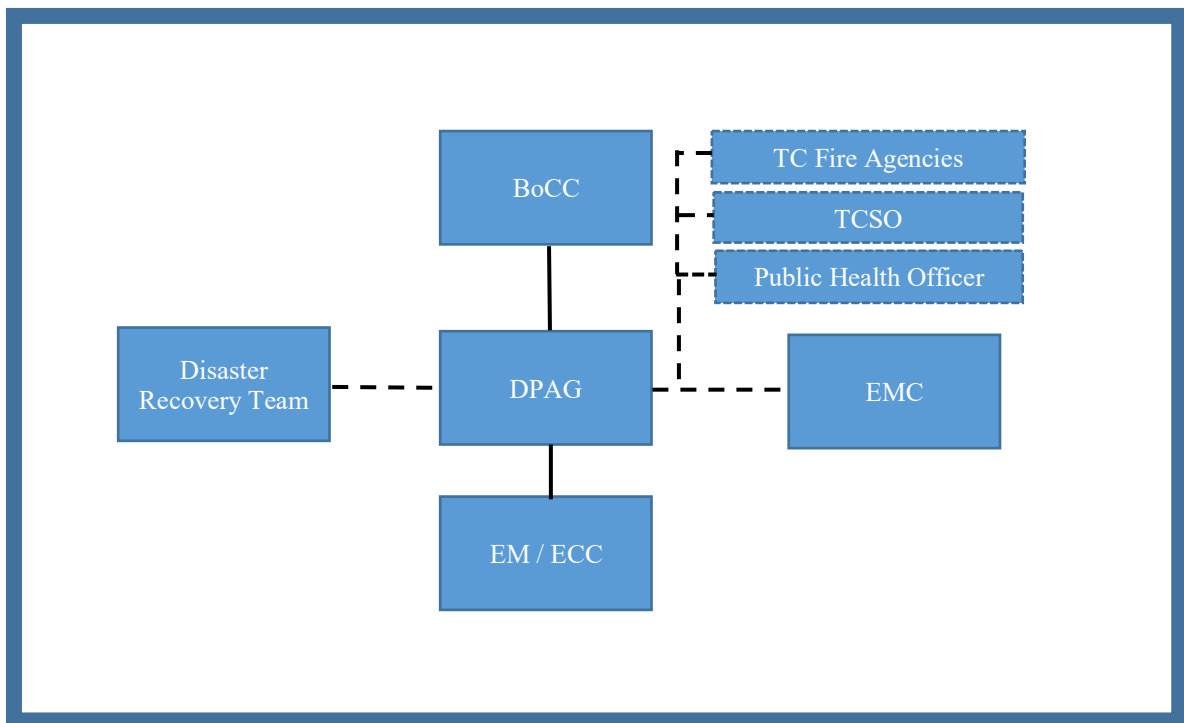 BoCC
TC Fire Agencies
TCSO
Public Health Officer
Disaster
Recovery Team
DPAG
EMC
EM / ECC